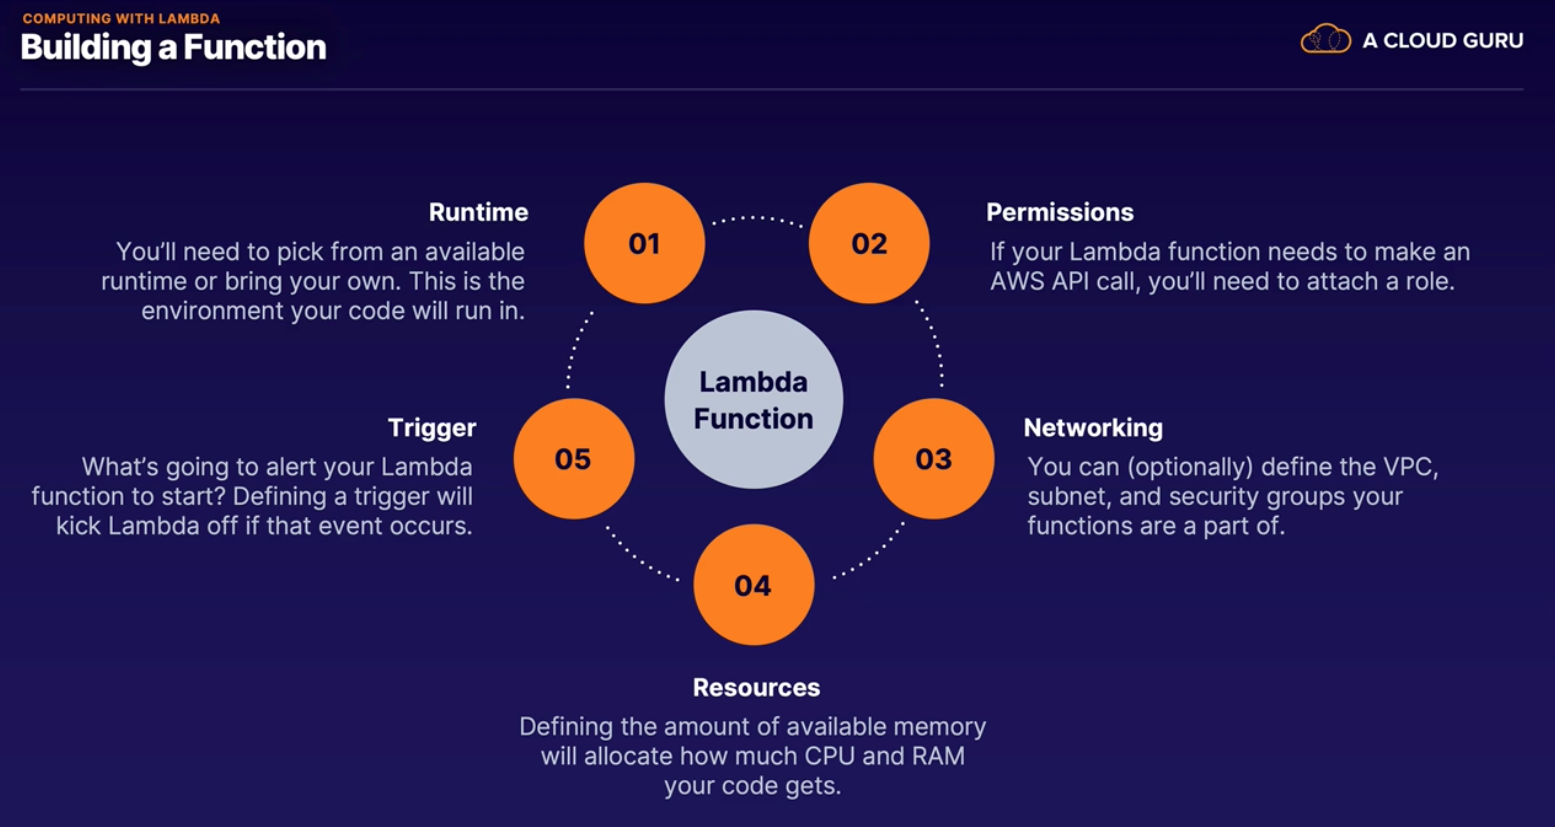 COMPUTING WITH LAMBDA
Building a Function
A CLOUD GURU
01
Runtime
You’ll need to pick from an available
runtime or bring your own. This is the
environment your code will run in.
02
Permissions
If your Lambda function needs to make an
AWS API call, you’ll need to attach a role.
Lambda
Function
03
Networking
You can (optionally) define the VPC,
subnet, and security groups your
functions are a part of.
04
Resources
Defining the amount of available memory
will allocate how much CPU and RAM
your code gets.
05
Trigger
What’s going to alert your Lambda
function to start? Defining a trigger will
kick Lambda off if that event occurs.